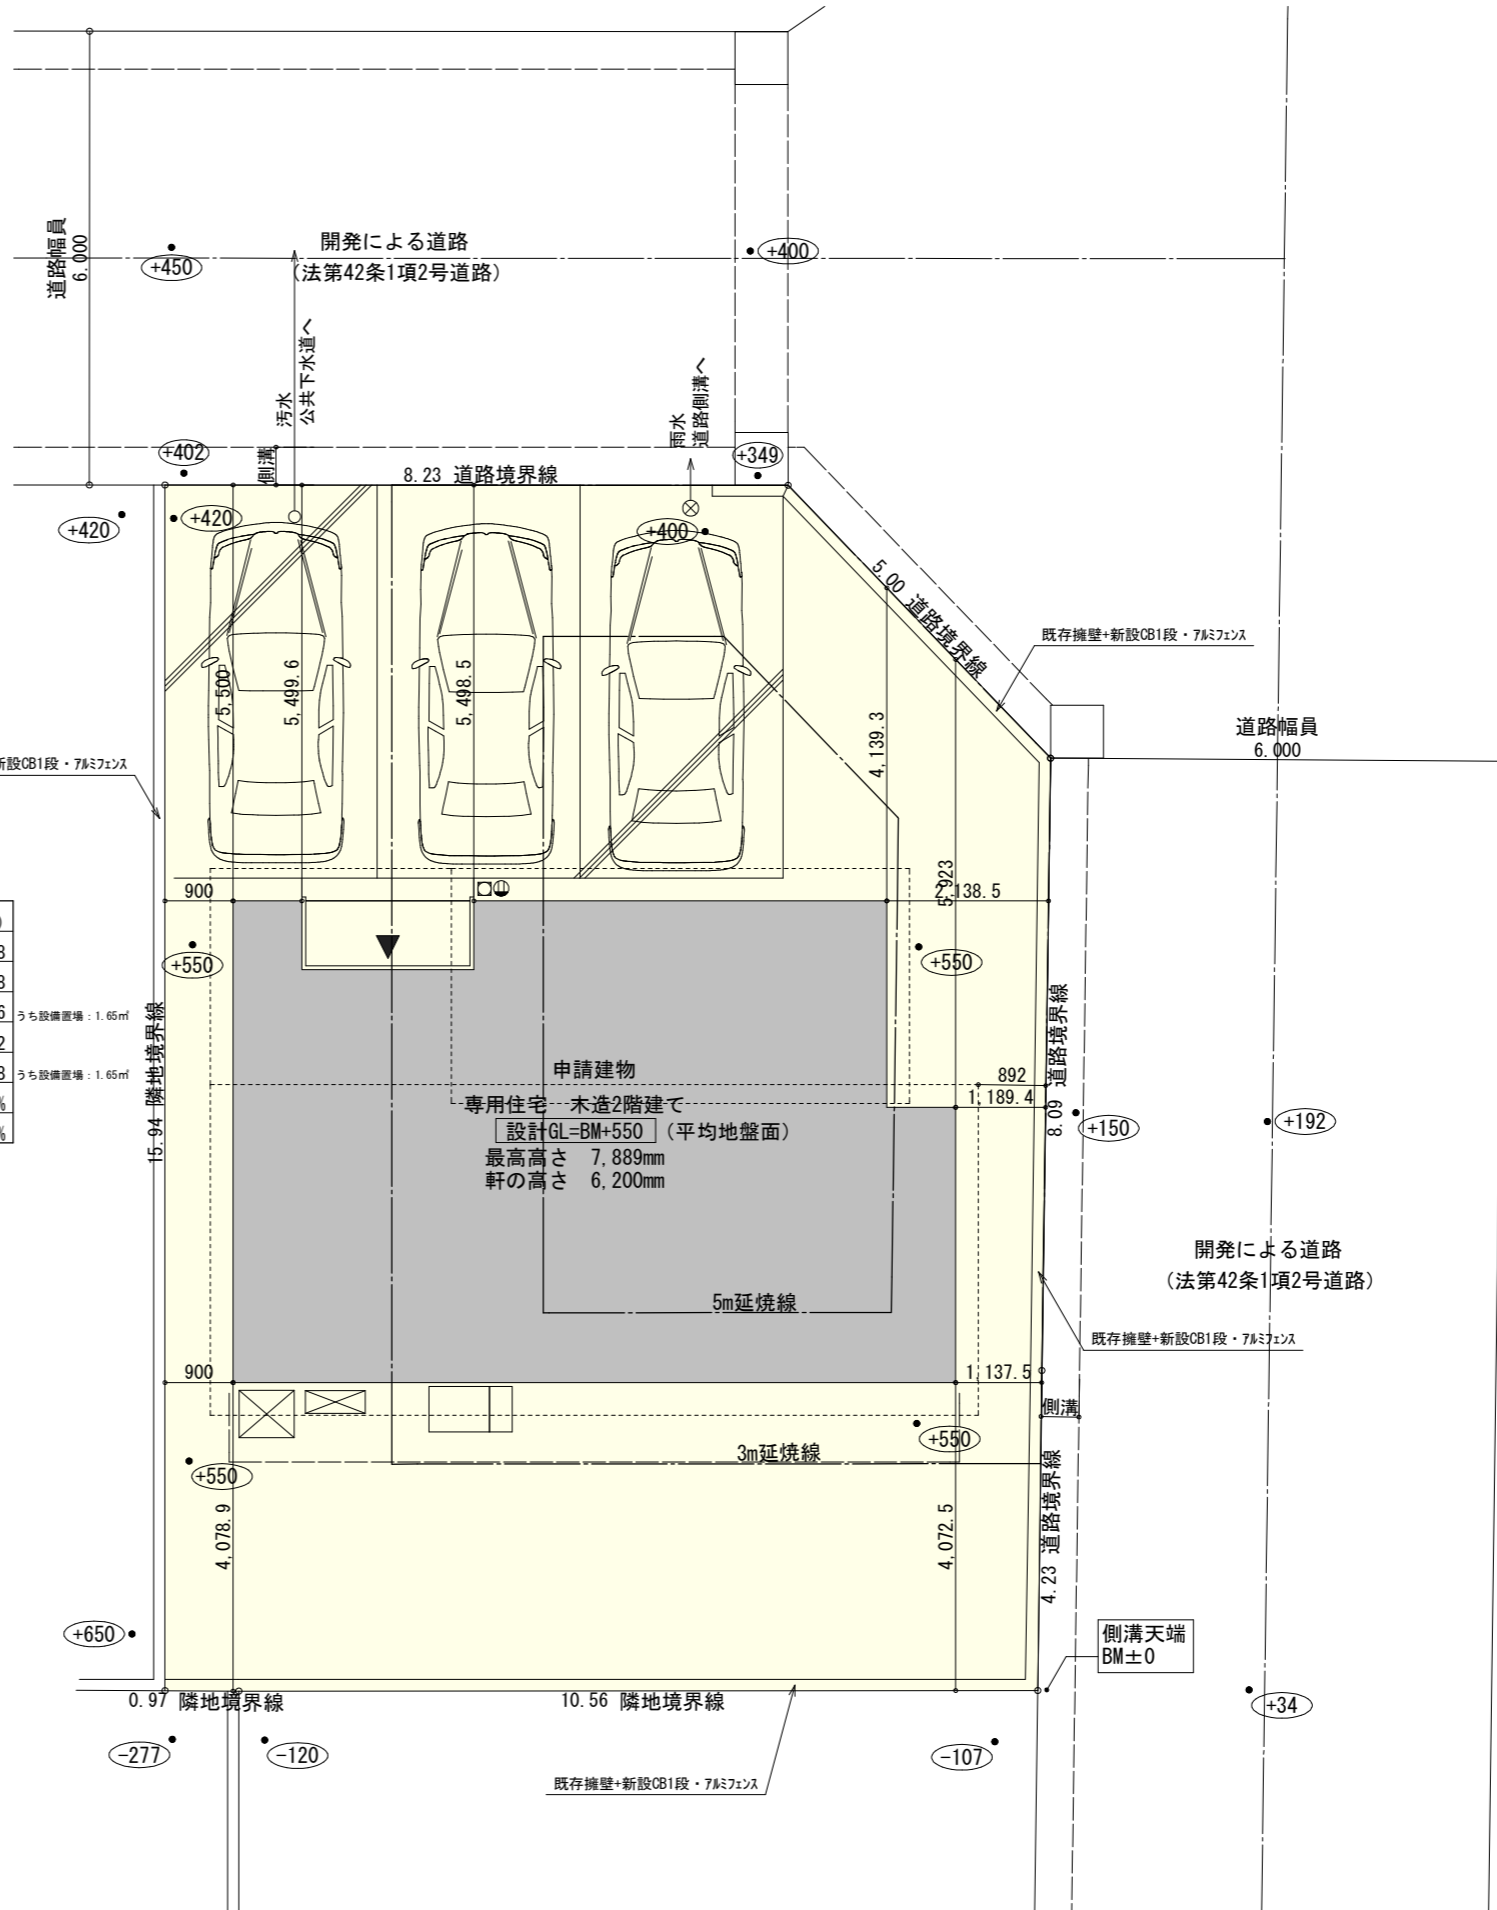 道路幅員
6.000
開発による道路
(法第42条1項2号道路)
+450
+400
汚水
公共下水道へ
雨水
道路側溝へ
+402
側溝
8.23 道路境界線
+349
+420
+420
+400
5.00 道路境界線
既存擁壁+新設CB1段・アルミフェンス
5,500
5,499.6
5,498.5
4,139.3
道路幅員
6.000
新設CB1段・アルミフェンス
5,923
900
2,138.5
+550
+550
うち設備置場：1.65㎡
うち設備置場：1.65㎡
15.94 隣地境界線
8.09 道路境界線
申請建物
専用住宅 木造2階建て
設計GL=BM+550 (平均地盤面)
最高高さ 7,889mm
軒の高さ 6,200mm
892
1,189.4
+150
+192
開発による道路
(法第42条1項2号道路)
5m延焼線
既存擁壁+新設CB1段・アルミフェンス
900
1,137.5
側溝
+550
3m延焼線
+550
4,078.9
4,072.5
4.23 道路境界線
+650
側溝天端
BM±0
0.97 隣地境界線
10.56 隣地境界線
+34
-277
-120
-107
既存擁壁+新設CB1段・アルミフェンス